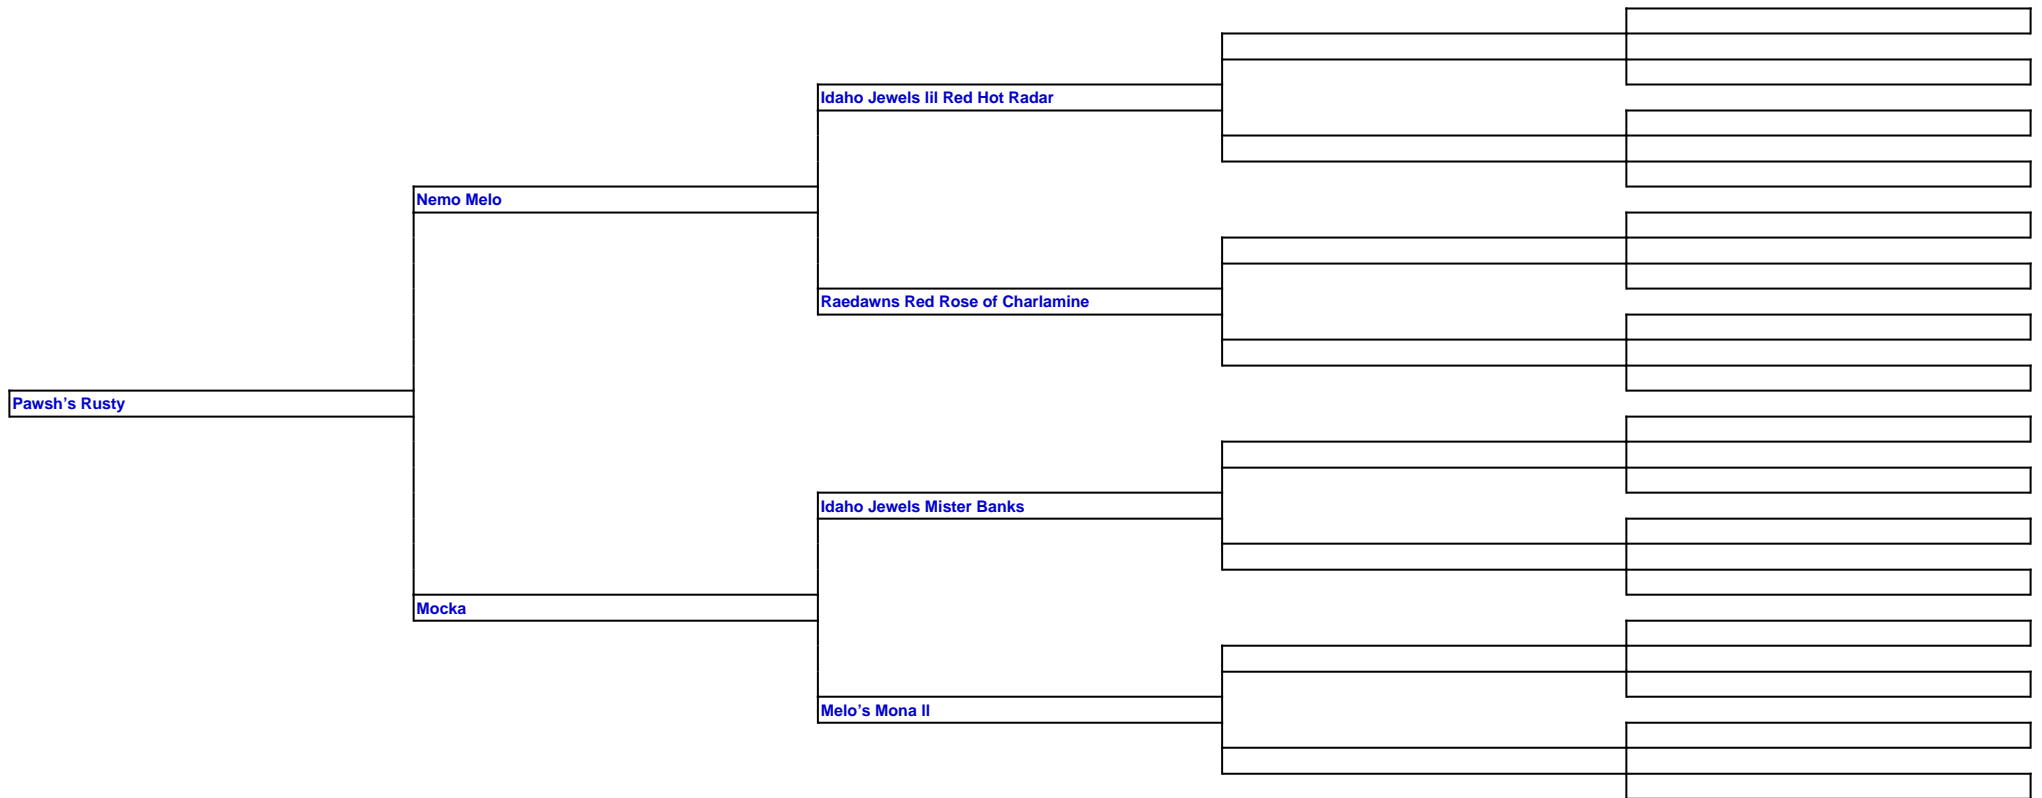 Idaho Jewels lil Red Hot Radar
Nemo Melo
Raedawns Red Rose of Charlamine
Pawsh's Rusty
Idaho Jewels Mister Banks
Mocka
Melo's Mona II